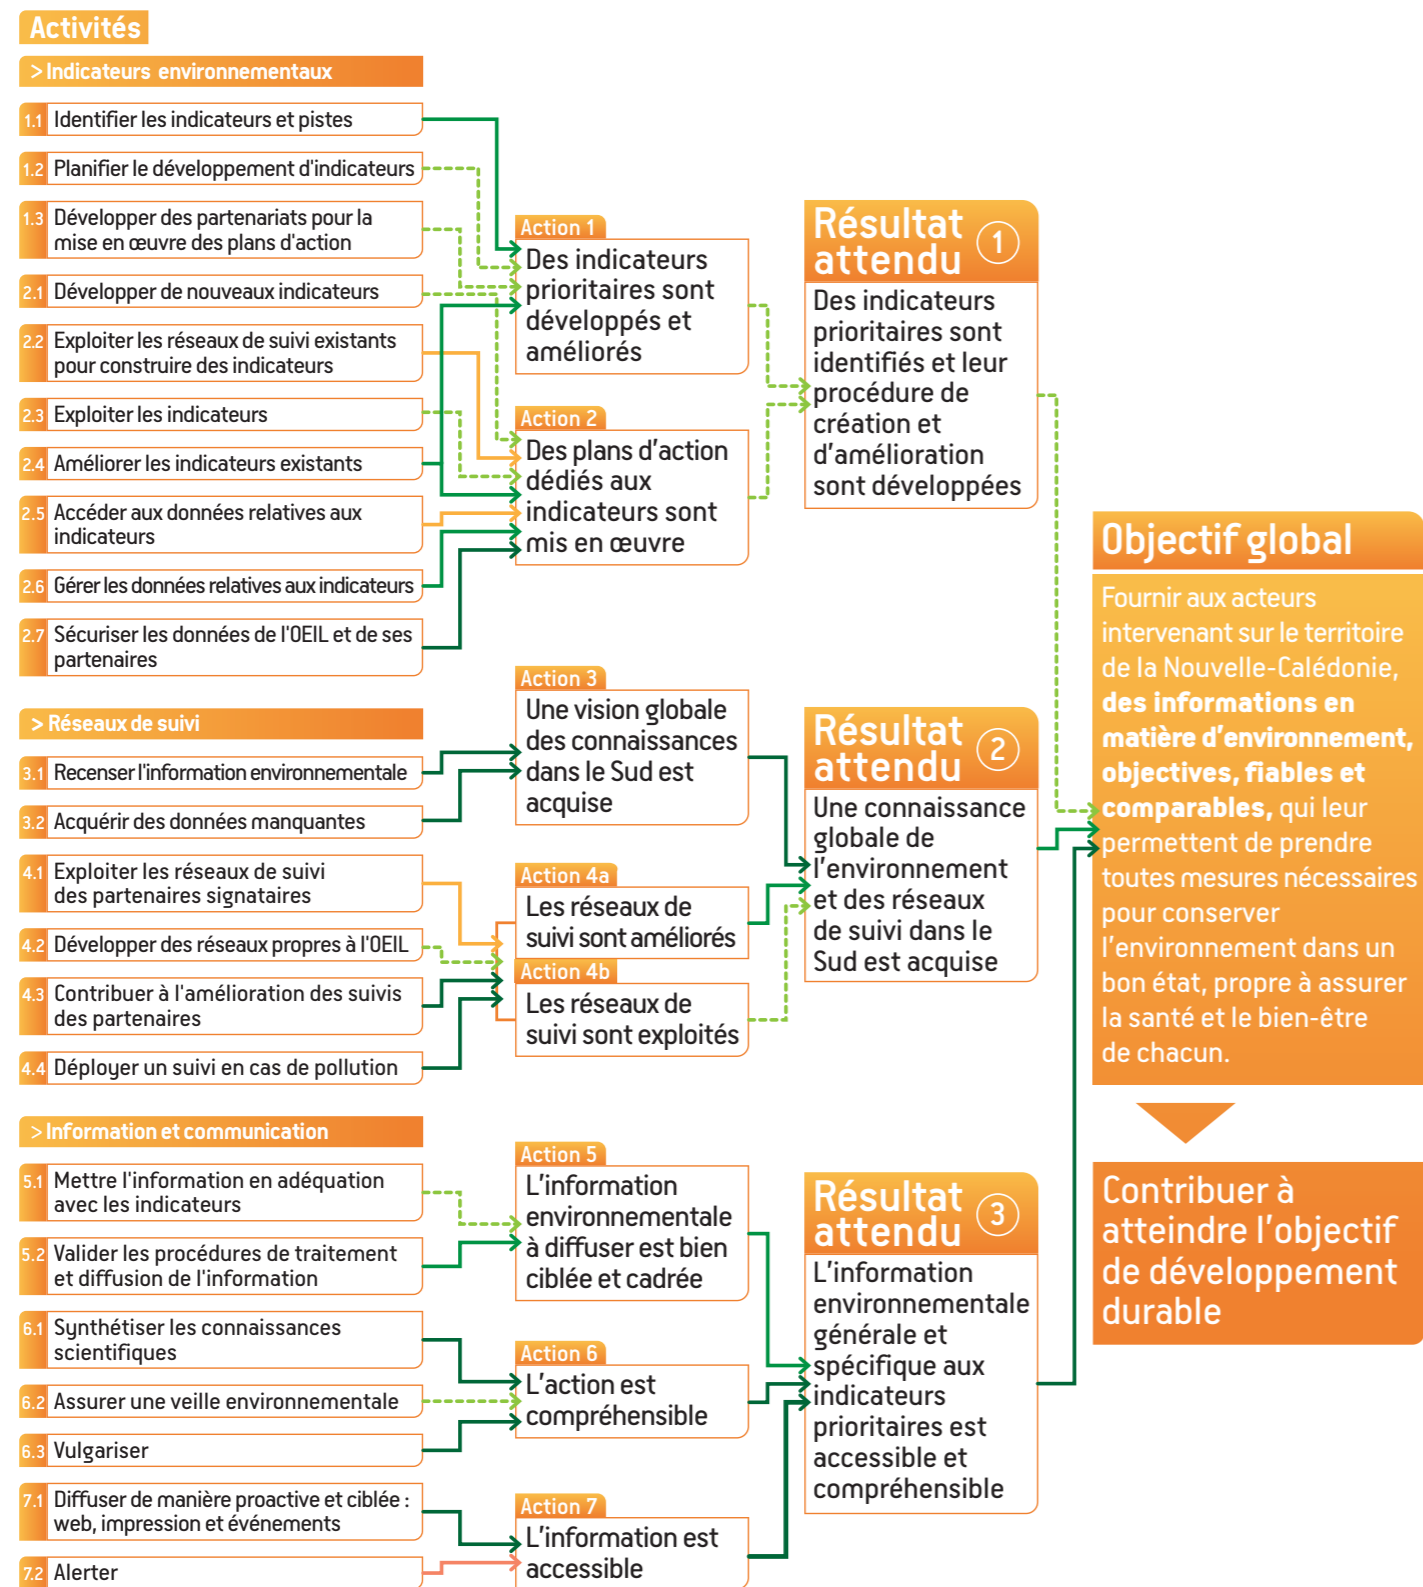 Activités
> Indicateurs environnementaux
1.1 Identifier les indicateurs et pistes
1.2 Planifier le développement d'indicateurs
1.3 Développer des partenariats pour la
mise en œuvre des plans d'action
2.1 Développer de nouveaux indicateurs
2.2 Exploiter les réseaux de suivi existants
pour construire des indicateurs
2.3 Exploiter les indicateurs
2.4 Améliorer les indicateurs existants
2.5 Accéder aux données relatives aux
indicateurs
2.6 Gérer les données relatives aux indicateurs
2.7 Sécuriser les données de l'OEIL et de ses
partenaires
> Réseaux de suivi
3.1 Recenser l'information environnementale
3.2 Acquérir des données manquantes
4.1 Exploiter les réseaux de suivi
des partenaires signataires
4.2 Développer des réseaux propres à l'OEIL
4.3 Contribuer à l'amélioration des suivis
des partenaires
4.4 Déployer un suivi en cas de pollution
> Information et communication
5.1 Mettre l'information en adéquation
avec les indicateurs
5.2 Valider les procédures de traitement
et diffusion de l'information
6.1 Synthétiser les connaissances
scientifiques
6.2 Assurer une veille environnementale
6.3 Vulgariser
7.1 Diffuser de manière proactive et ciblée :
web, impression et événements
7.2 Alerter
Action 1
Des indicateurs
prioritaires sont
développés et
améliorés
Action 2
Des plans d'action
dédiés aux
indicateurs sont
mis en œuvre
Action 3
Une vision globale
des connaissances
dans le Sud est
acquise
Action 4a
Les réseaux de
suivi sont améliorés
Action 4b
Les réseaux de
suivi sont exploités
Action 5
L'information
environnementale
à diffuser est bien
ciblée et cadrée
Action 6
L'action est
compréhensible
Action 7
L'information est
accessible
Résultat
attendu 1
Des indicateurs
prioritaires sont
identifiés et leur
procédure de
création et
d'amélioration
sont développées
Résultat
attendu 2
Une connaissance
globale de
l'environnement
et des réseaux
de suivi dans le
Sud est acquise
Résultat
attendu 3
L'information
environnementale
générale et
spécifique aux
indicateurs
prioritaires est
accessible et
compréhensible
Objectif global
Fournir aux acteurs
intervenant sur le territoire
de la Nouvelle-Calédonie,
des informations en
matière d'environnement,
objectives, fiables et
comparables, qui leur
permettent de prendre
toutes mesures nécessaires
pour conserver
l'environnement dans un
bon état, propre à assurer
la santé et le bien-être
de chacun.
Contribuer à
atteindre l'objectif
de développement
durable